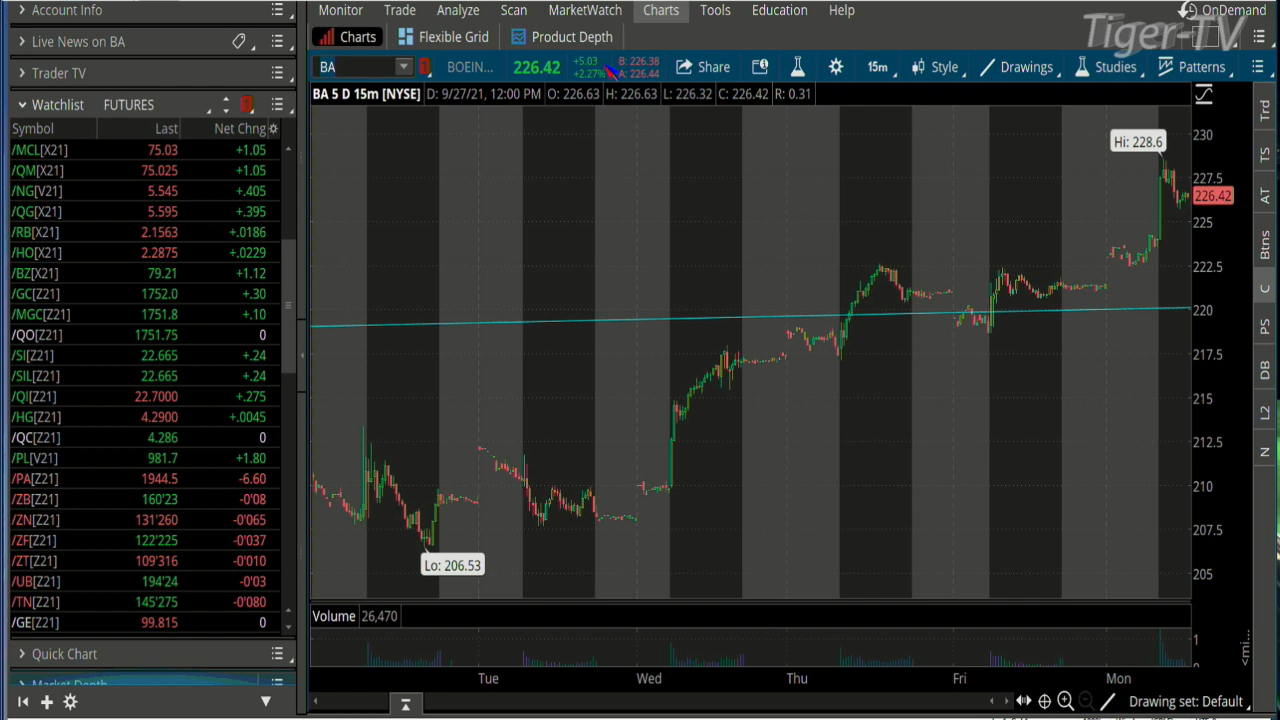 Account Info
Monitor Trade Analyze Scan MarketWatch Charts Tools Education Help OnDemand
Tiger-TV
Live News on BA
Charts Flexible Grid Product Depth
Trader TV
BA BOEIN... 226.42 +5.03 B: 226.38 Share 15m Style Drawings Studies Patterns
+2.27% A: 226.44
BA 5 D 15m [NYSE] D: 9/27/21, 12:00 PM O: 226.63 H: 226.63 L: 226.32 C: 226.42 R: 0.31
Watchlist FUTURES
Symbol Last Net Chng
/MCL[X21] 75.03 +1.05
/QM[X21] 75.025 +1.05
/NG[V21] 5.545 +.405
/QG[X21] 5.595 +.395
/RB[X21] 2.1563 +.0186
/HO[X21] 2.2875 +.0229
/BZ[X21] 79.21 +1.12
/GC[Z21] 1752.0 +.30
/MGC[Z21] 1751.8 +.10
/QO[Z21] 1751.75 0
/SI[Z21] 22.665 +.24
/SIL[Z21] 22.665 +.24
/QI[Z21] 22.7000 +.275
/HG[Z21] 4.2900 +.0045
/QC[Z21] 4.286 0
/PL[V21] 981.7 +1.80
/PA[Z21] 1944.5 -6.60
/ZB[Z21] 160'23 -0'08
/ZN[Z21] 131'260 -0'065
/ZF[Z21] 122'225 -0'037
/ZT[Z21] 109'316 -0'010
/UB[Z21] 194'24 -0'03
/TN[Z21] 145'275 -0'080
/GE[Z21] 99.815 0
Quick Chart
Market Depth
Hi: 228.6
Lo: 206.53
230
227.5
226.42
225
222.5
220
217.5
215
212.5
210
207.5
205
Volume 26,470
1
0
<mi...
Tue Wed Thu Fri Mon
Drawing set: Default
Trd
TS
AT
Btns
C
PS
DB
L2
N